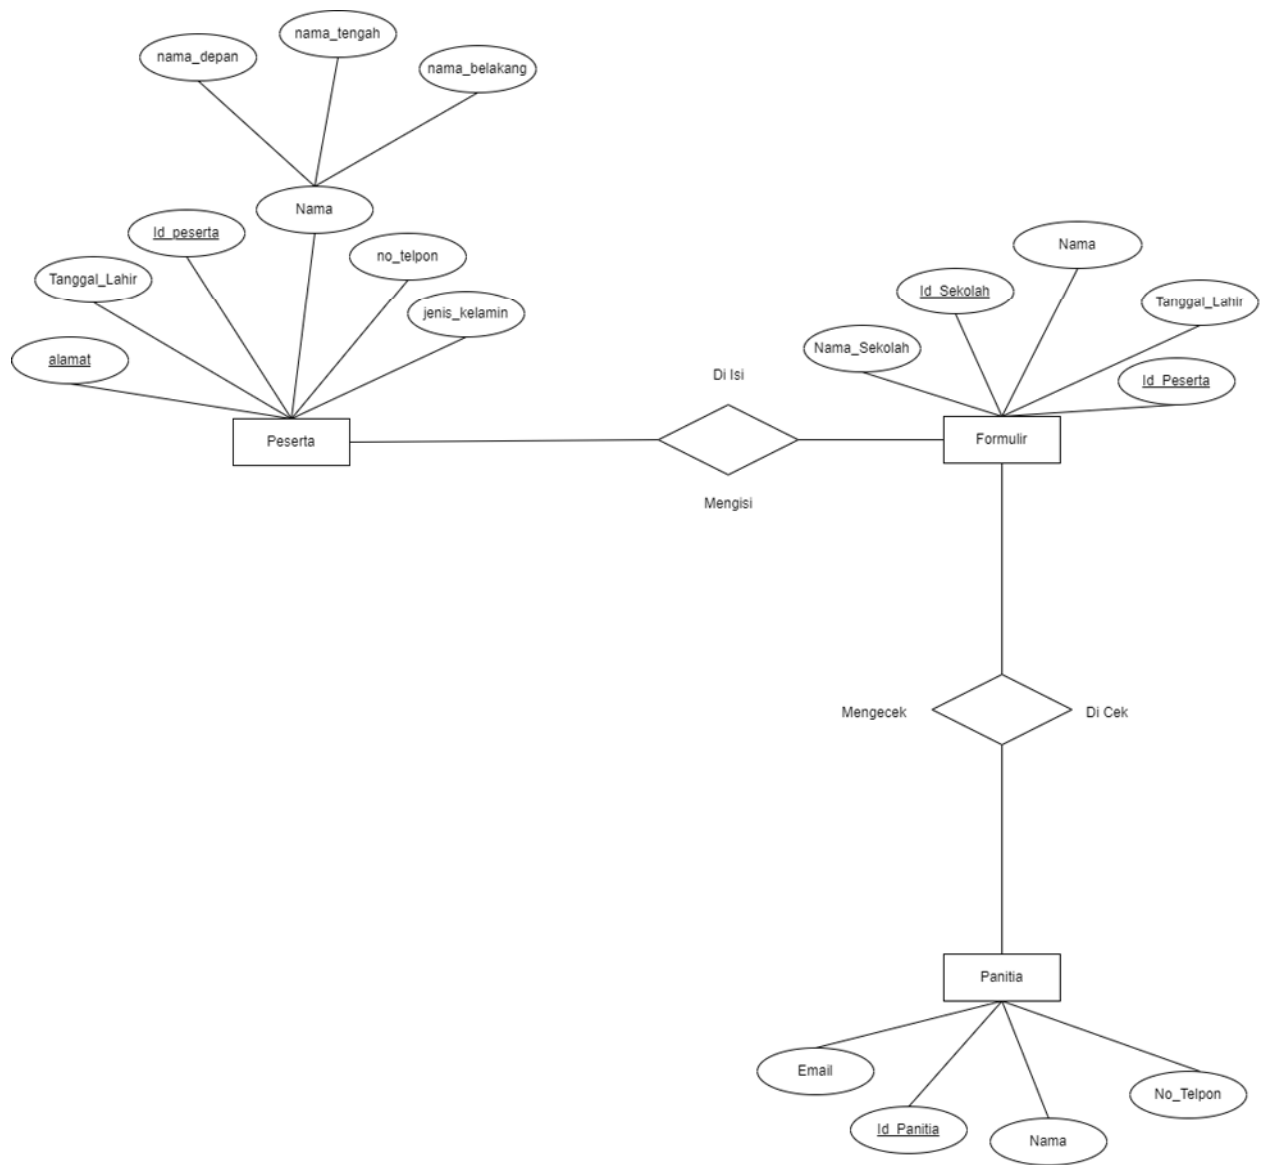 nama_tengah
nama_depan
nama_belakang
Nama
Id_peserta
no_telpon
Tanggal_Lahir
jenis_kelamin
alamat
Peserta
Di Isi
Mengisi
Nama
Id_Sekolah
Tanggal_Lahir
Nama_Sekolah
Id_Peserta
Formulir
Mengecek
Di Cek
Panitia
Email
No_Telpon
Id_Panitia
Nama